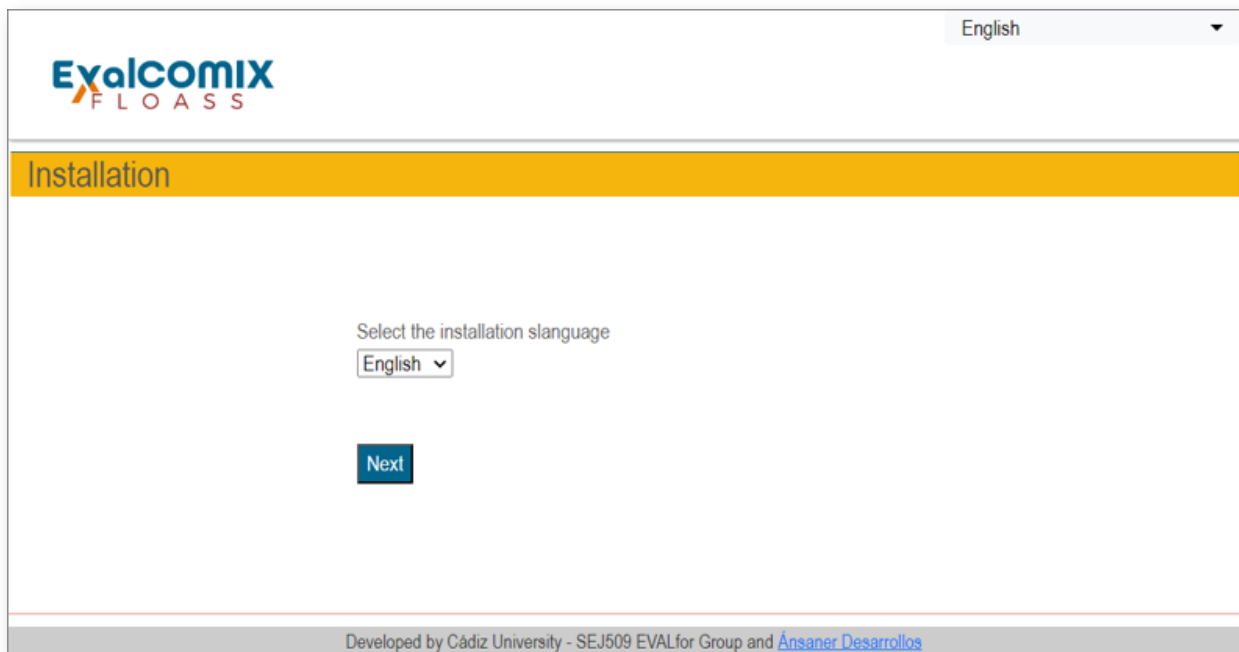 English
EvalCOMIX
FLOASS
Installation
Select the installation slanguage
English
Next
Developed by Cádiz University - SEJ509 EVALfor Group and Ánsaner Desarrollos